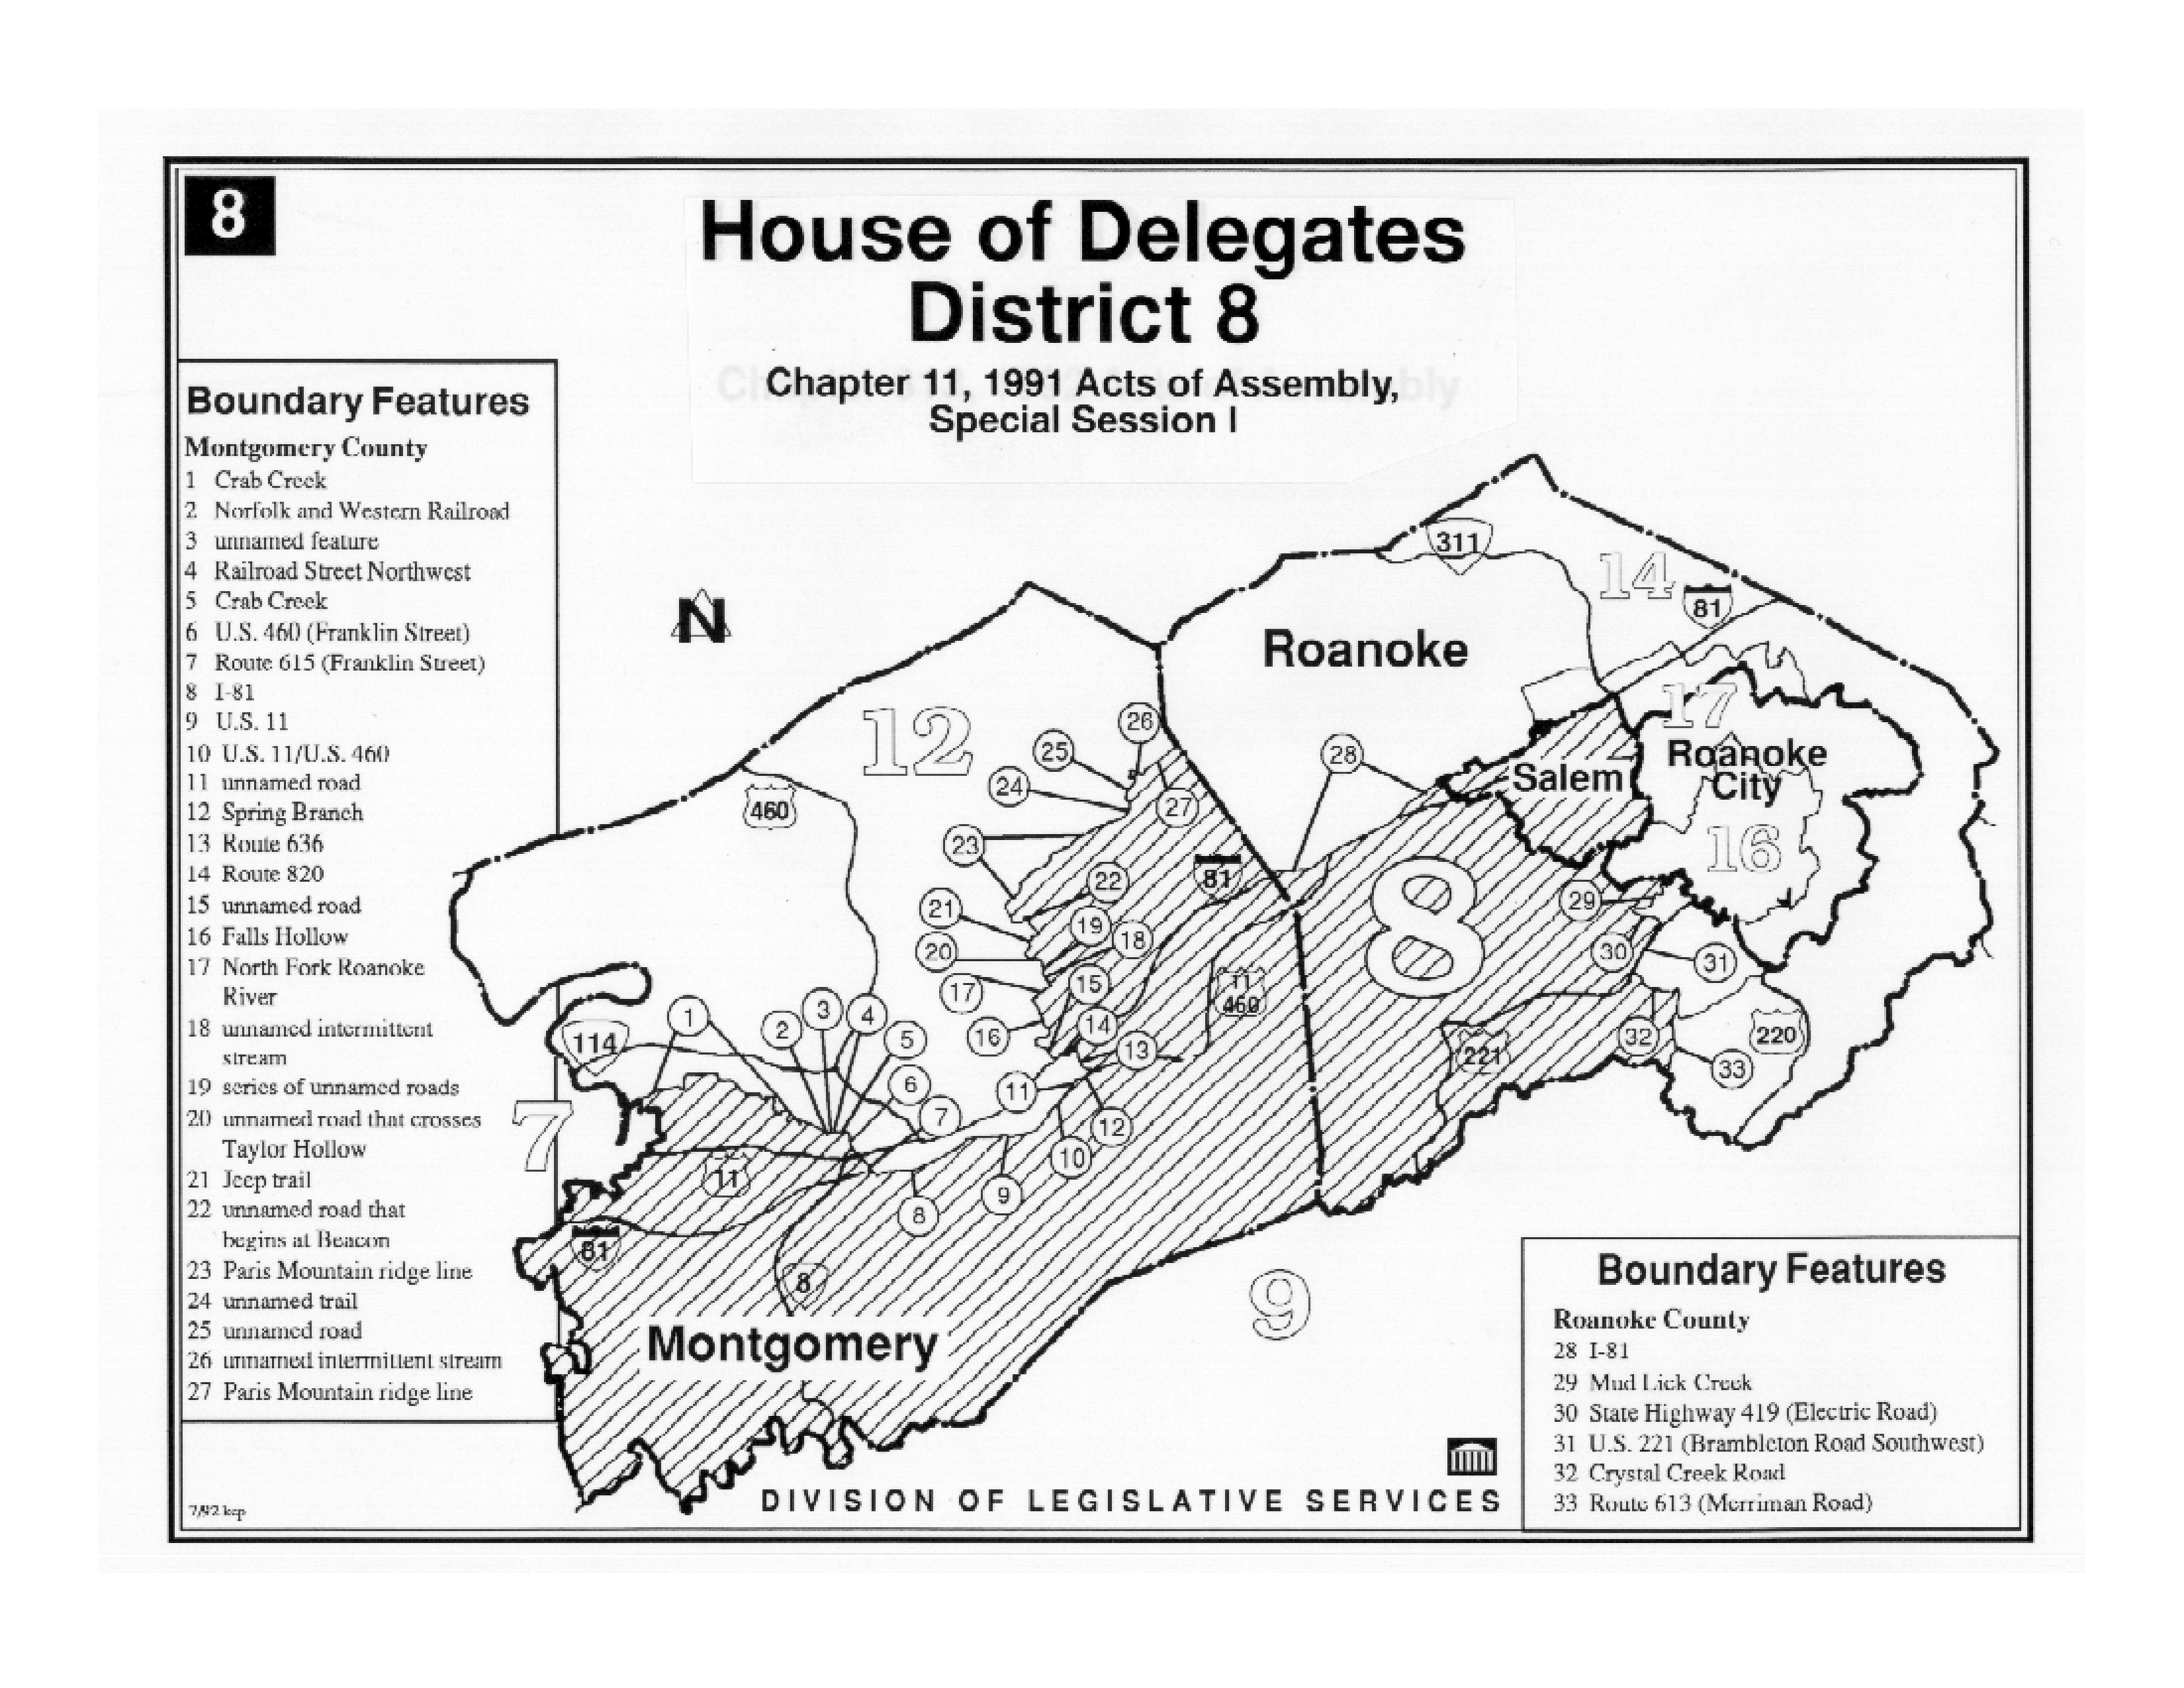 8
House of Delegates
District 8
Chapter 11, 1991 Acts of Assembly,
Special Session I
Boundary Features
Montgomery County
1 Crab Creek
2 Norfolk and Western Railroad
3 unnamed feature
4 Railroad Street Northwest
5 Crab Creek
6 U.S. 460 (Franklin Street)
7 Route 615 (Franklin Street)
8 I-81
9 U.S. 11
10 U.S. 11/U.S. 460
11 unnamed road
12 Spring Branch
13 Route 636
14 Route 820
15 unnamed road
16 Falls Hollow
17 North Fork Roanoke
River
18 unnamed intermittent
stream
19 series of unnamed roads
20 unnamed road that crosses
Taylor Hollow
21 Jeep trail
22 unnamed road that
begins at Beacon
23 Paris Mountain ridge line
24 unnamed trail
25 unnamed road
26 unnamed intermittent stream
27 Paris Mountain ridge line
7/92 kcp
N
311
14
81
Roanoke
17
12
26
25
28
Roanoke
City
Salem
24
27
460
23
16
81
22
8
21
29
19
18
20
30
31
15
17
11
460
1
3
4
2
14
16
220
32
114
5
13
221
33
6
11
7
7
12
10
11
9
8
81
8
9
Montgomery
Boundary Features
Roanoke County
28 I-81
29 Mud Lick Creek
30 State Highway 419 (Electric Road)
31 U.S. 221 (Brambleton Road Southwest)
32 Crystal Creek Road
33 Route 613 (Merriman Road)
DIVISION OF LEGISLATIVE SERVICES